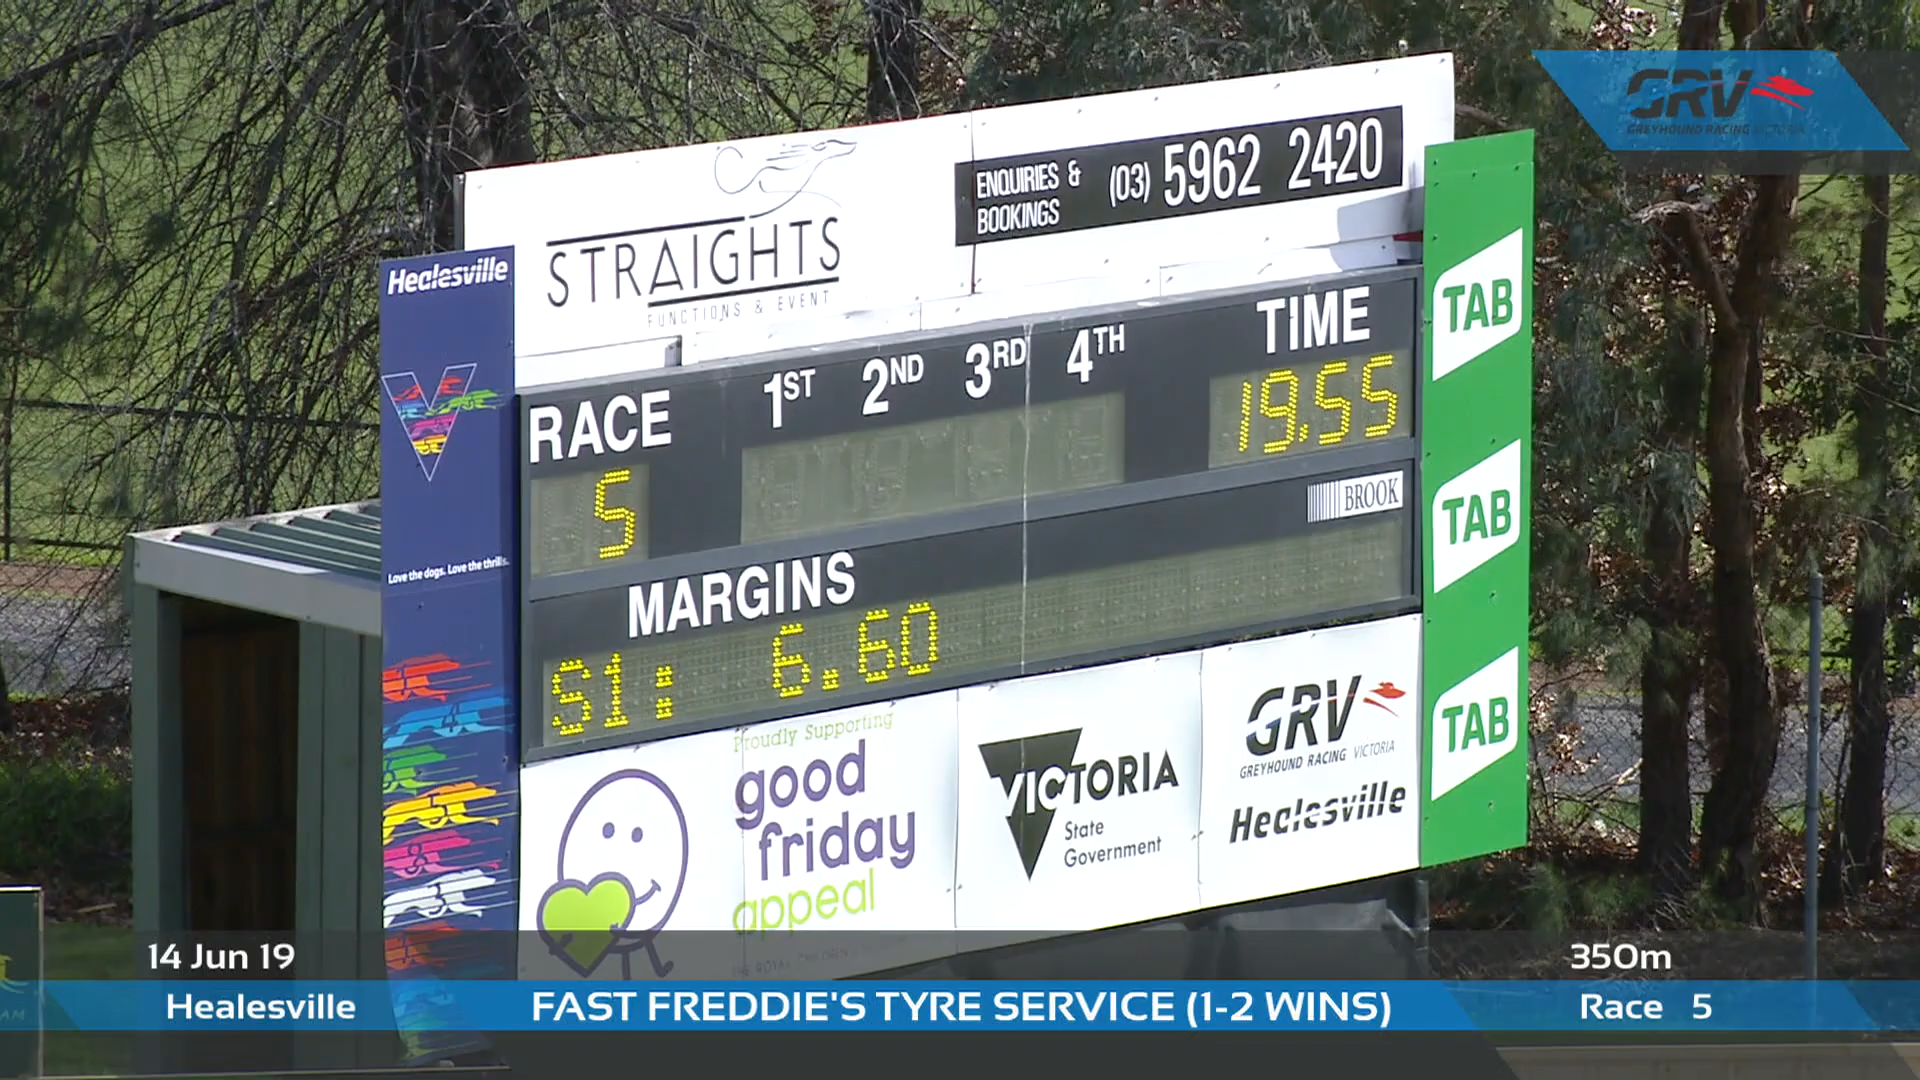 GRV
GREYHOUND RACING VICTORIA
STRAIGHTS
FUNCTIONS & EVENT
ENQUIRIES &
BOOKINGS
(03) 5962 2420
Healesville
Love the dogs. Love the thrills.
RACE
1ST 2ND 3RD 4TH
TIME
5
19.55
BROOK
MARGINS
S1: 6.60
TAB
TAB
TAB
Proudly Supporting
good
friday
appeal
VICTORIA
State
Government
GRV
GREYHOUND RACING VICTORIA
Healesville
14 Jun 19
350m
Healesville
FAST FREDDIE'S TYRE SERVICE (1-2 WINS)
Race 5